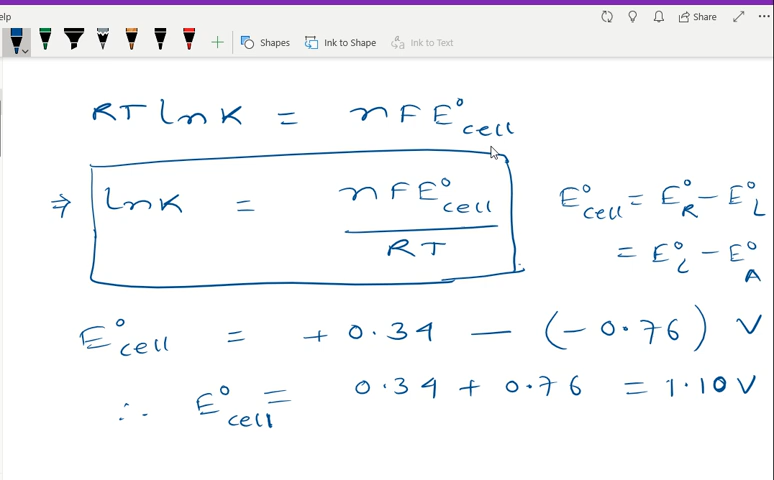 elp
Share
Shapes
Ink to Shape
Ink to Text
RT ln K = nFE°cell
⇒ ln K = nFE°cell
RT
E°cell = E°R - E°L
= E°C - E°A
E°cell = + 0.34 - (-0.76) V
∴ E°cell = 0.34 + 0.76 = 1.10 V